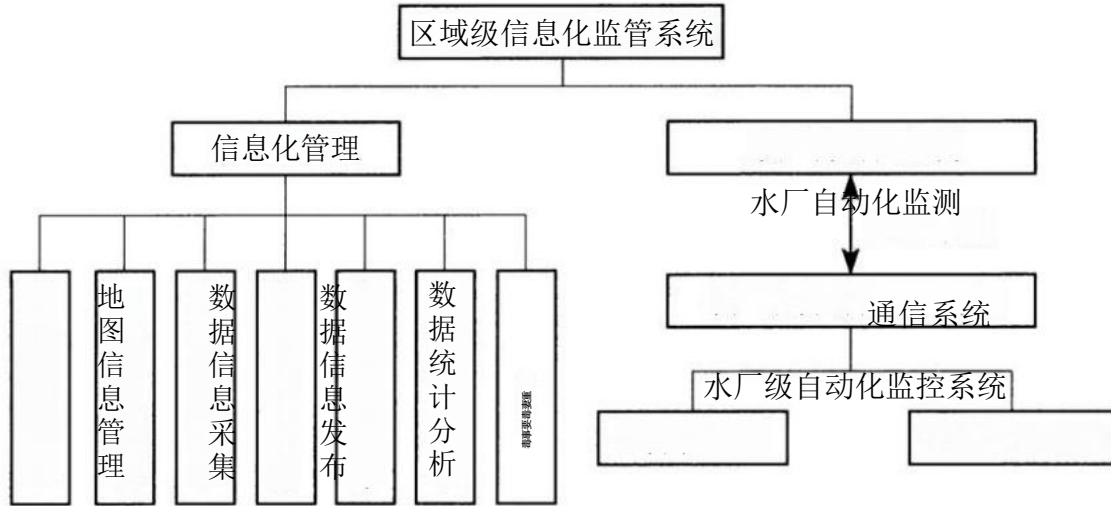 区域级信息化监管系统
信息化管理
水厂自动化监测
通信系统
水厂级自动化监控系统
地图信息管理
数据信息采集
数据信息发布
数据统计分析